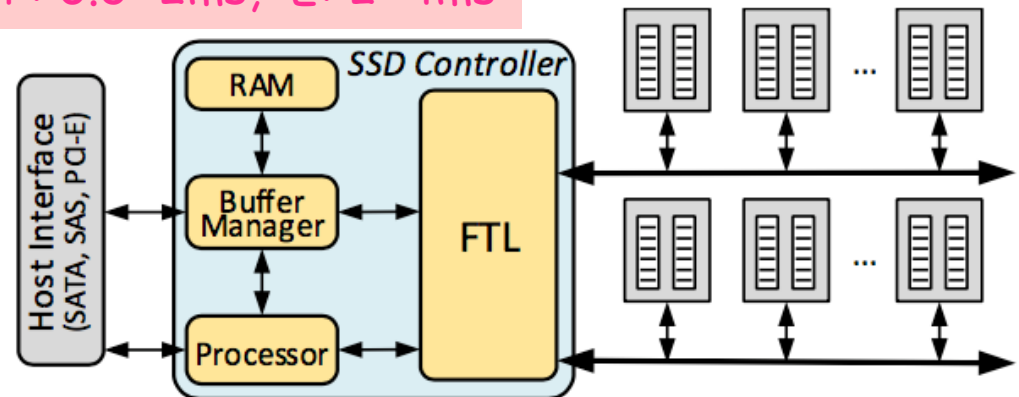 SSD Controller
RAM
Buffer
Manager
Processor
FTL
Host Interface
(SATA, SAS, PCI-E)
...
...